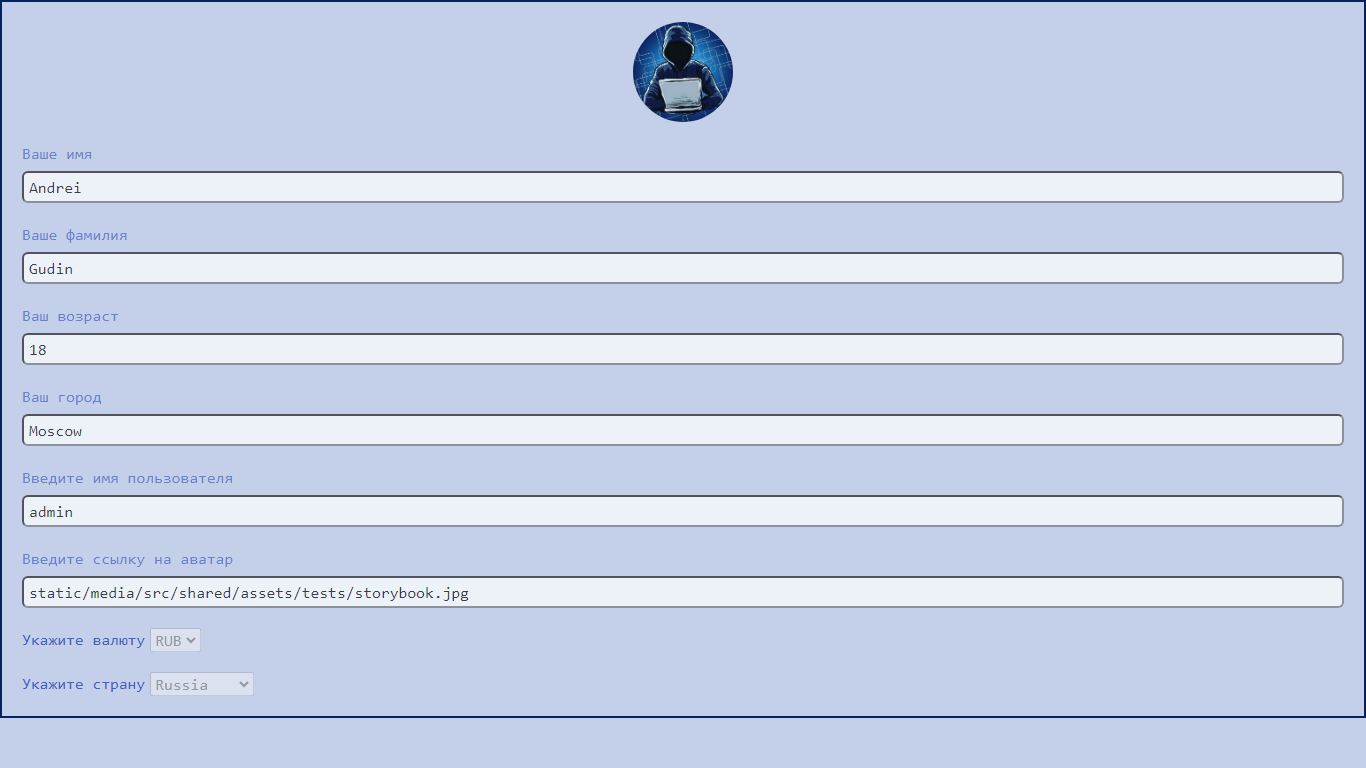 Ваше имя
Andrei
Ваше фамилия
Gudin
Ваш возраст
18
Ваш город
Moscow
Введите имя пользователя
admin
Введите ссылку на аватар
static/media/src/shared/assets/tests/storybook.jpg
Укажите валюту RUB
Укажите страну Russia